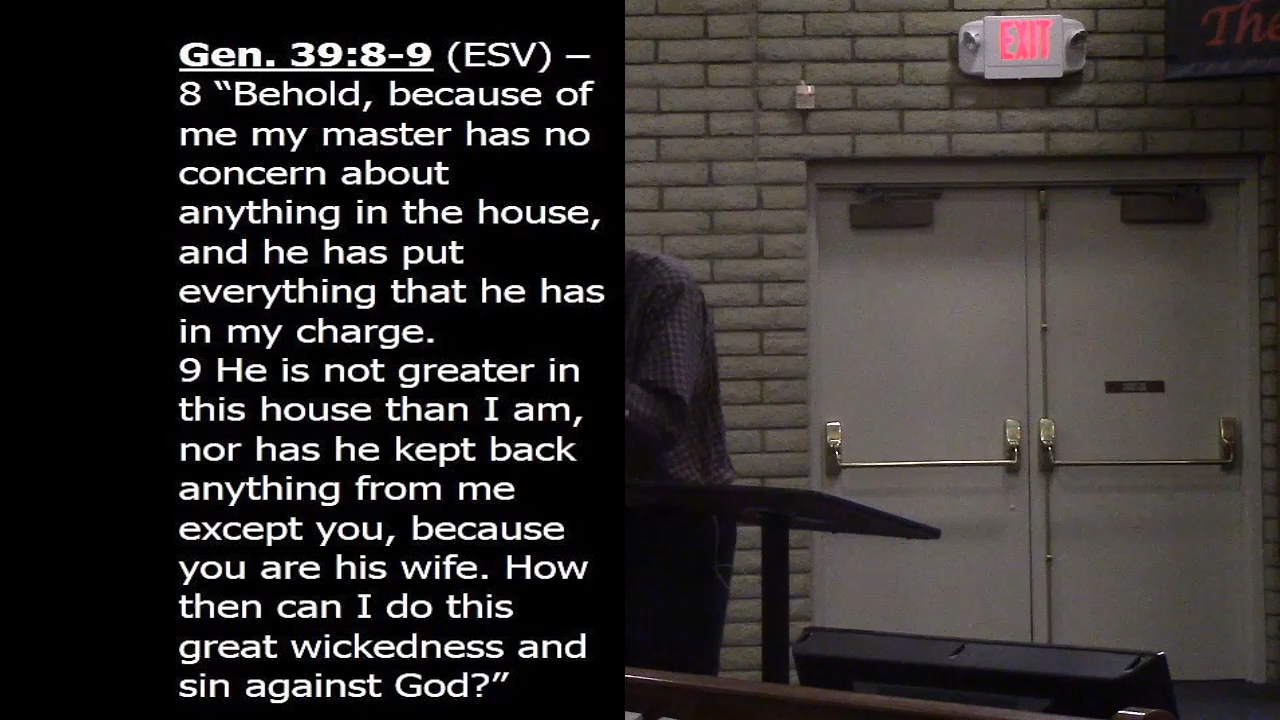 Gen. 39:8-9 (ESV) –
8 “Behold, because of
me my master has no
concern about
anything in the house,
and he has put
everything that he has
in my charge.
9 He is not greater in
this house than I am,
nor has he kept back
anything from me
except you, because
you are his wife. How
then can I do this
great wickedness and
sin against God?”
EXIT
The